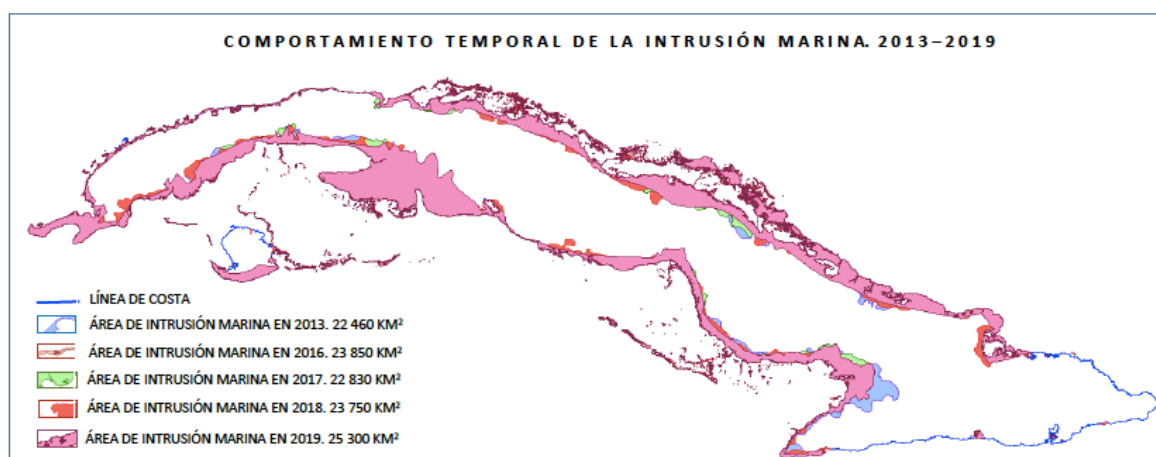 COMPORTAMIENTO TEMPORAL DE LA INTRUSIÓN MARINA. 2013–2019
LÍNEA DE COSTA
ÁREA DE INTRUSIÓN MARINA EN 2013. 22 460 KM²
ÁREA DE INTRUSIÓN MARINA EN 2016. 23 850 KM²
ÁREA DE INTRUSIÓN MARINA EN 2017. 22 830 KM²
ÁREA DE INTRUSIÓN MARINA EN 2018. 23 750 KM²
ÁREA DE INTRUSIÓN MARINA EN 2019. 25 300 KM²